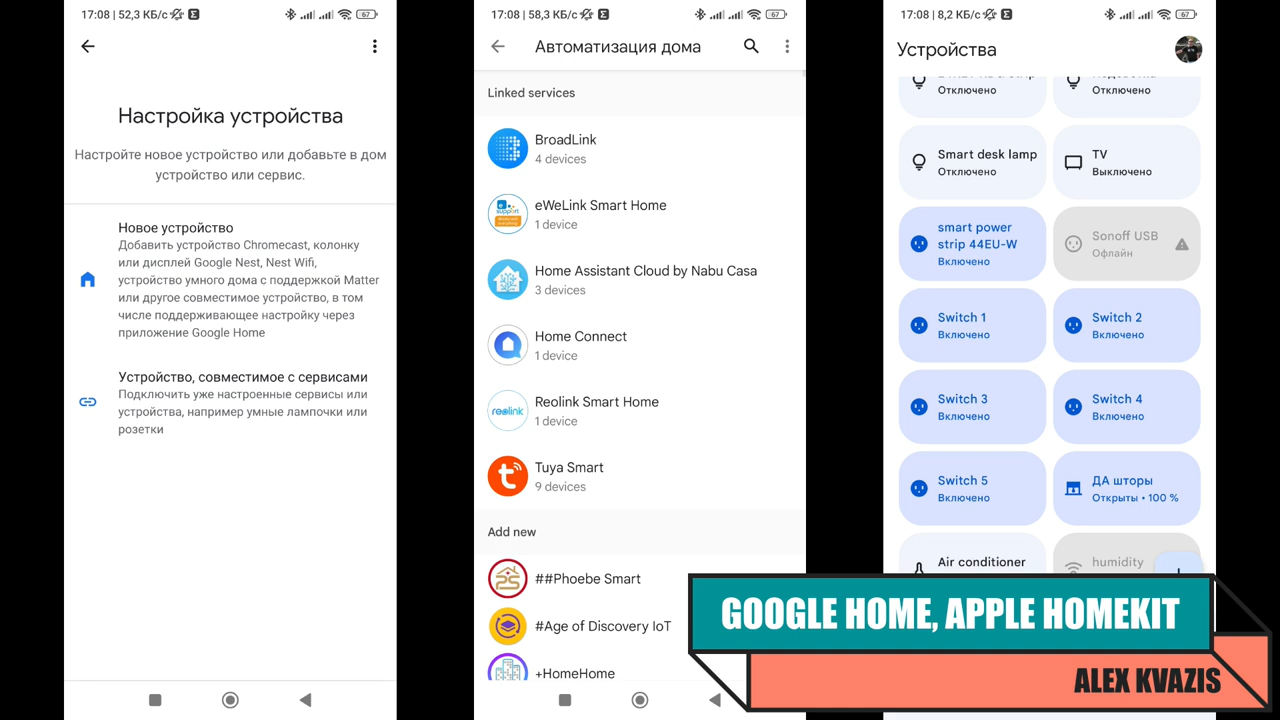 17:08 | 52,3 КБ/с
67
Настройка устройства
Настройте новое устройство или добавьте в дом
устройство или сервис.
Новое устройство
Добавить устройство Chromecast, колонку
или дисплей Google Nest, Nest Wifi,
устройство умного дома с поддержкой Matter
или другое совместимое устройство, в том
числе поддерживающее настройку через
приложение Google Home
Устройство, совместимое с сервисами
Подключить уже настроенные сервисы или
устройства, например умные лампочки или
розетки
17:08 | 58,3 КБ/с
67
Автоматизация дома
Linked services
BroadLink
4 devices
eWeLink Smart Home
1 device
Home Assistant Cloud by Nabu Casa
3 devices
Home Connect
1 device
reolink
Reolink Smart Home
1 device
Tuya Smart
9 devices
Add new
##Phoebe Smart
#Age of Discovery IoT
+HomeHome
17:08 | 8,2 КБ/с
67
Устройства
Отключено
Отключено
Smart desk lamp
Отключено
TV
Выключено
smart power
strip 44EU-W
Включено
Sonoff USB
Офлайн
Switch 1
Включено
Switch 2
Включено
Switch 3
Включено
Switch 4
Включено
Switch 5
Включено
ДА шторы
Открыты • 100 %
Air conditioner
humidity
GOOGLE HOME, APPLE HOMEKIT
ALEX KVAZIS